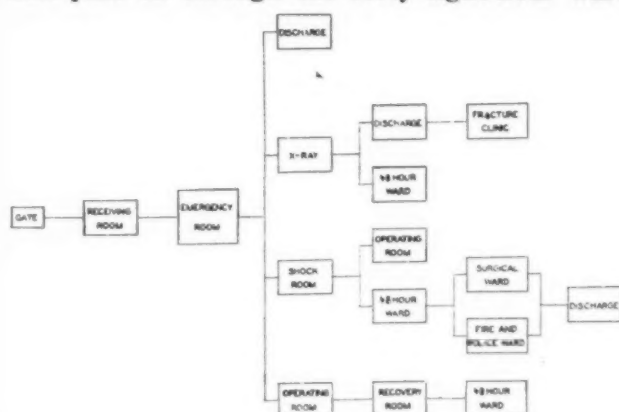 DISCHARGE
X-RAY
DISCHARGE
FRACTURE
CLINIC
48 HOUR
WARD
GATE
RECEIVING
ROOM
EMERGENCY
ROOM
SHOCK
ROOM
OPERATING
ROOM
48 HOUR
WARD
SURGICAL
WARD
FIRE AND
POLICE WARD
DISCHARGE
OPERATING
ROOM
RECOVERY
ROOM
48 HOUR
WARD